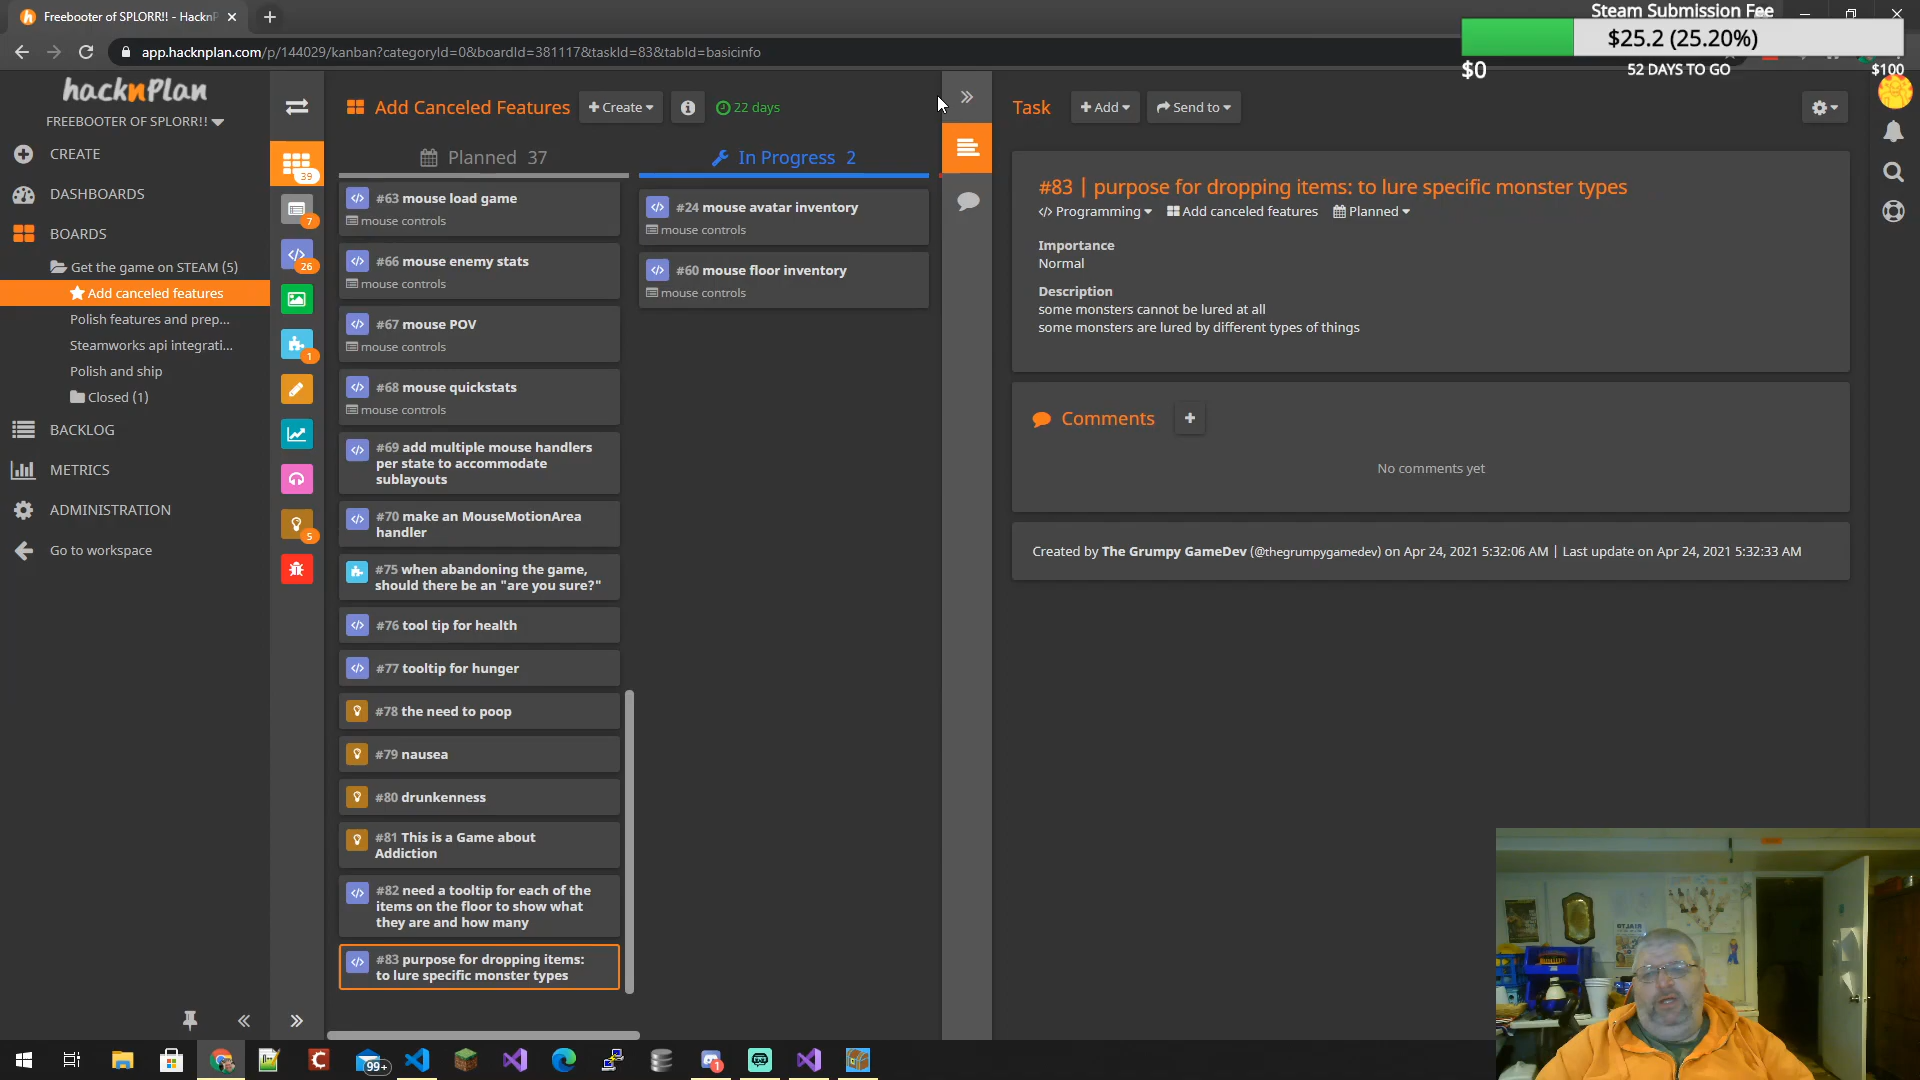 Freebooter of SPLORR!! - HacknP
Steam Submission Fee
$25.2 (25.20%)
$0
52 DAYS TO GO
$100
app.hacknplan.com/p/144029/kanban?categoryId=0&boardId=381117&taskId=83&tabId=basicinfo
hacknPlan
FREEBOOTER OF SPLORR!!
CREATE
DASHBOARDS
BOARDS
Get the game on STEAM (5)
Add canceled features
Polish features and prep...
Steamworks api integrati...
Polish and ship
Closed (1)
BACKLOG
METRICS
ADMINISTRATION
Go to workspace
39
7
26
1
5
Add Canceled Features
+ Create
22 days
Planned 37
#63 mouse load game
mouse controls
#66 mouse enemy stats
mouse controls
#67 mouse POV
mouse controls
#68 mouse quickstats
mouse controls
#69 add multiple mouse handlers
per state to accommodate
sublayouts
#70 make an MouseMotionArea
handler
#75 when abandoning the game,
should there be an "are you sure?"
#76 tool tip for health
#77 tooltip for hunger
#78 the need to poop
#79 nausea
#80 drunkenness
#81 This is a Game about
Addiction
#82 need a tooltip for each of the
items on the floor to show what
they are and how many
#83 purpose for dropping items:
to lure specific monster types
In Progress 2
#24 mouse avatar inventory
mouse controls
#60 mouse floor inventory
mouse controls
Task
+ Add
Send to
#83 | purpose for dropping items: to lure specific monster types
Programming
Add canceled features
Planned
Importance
Normal
Description
some monsters cannot be lured at all
some monsters are lured by different types of things
Comments
+
No comments yet
Created by The Grumpy GameDev (@thegrumpygamedev) on Apr 24, 2021 5:32:06 AM | Last update on Apr 24, 2021 5:32:33 AM
99+
1